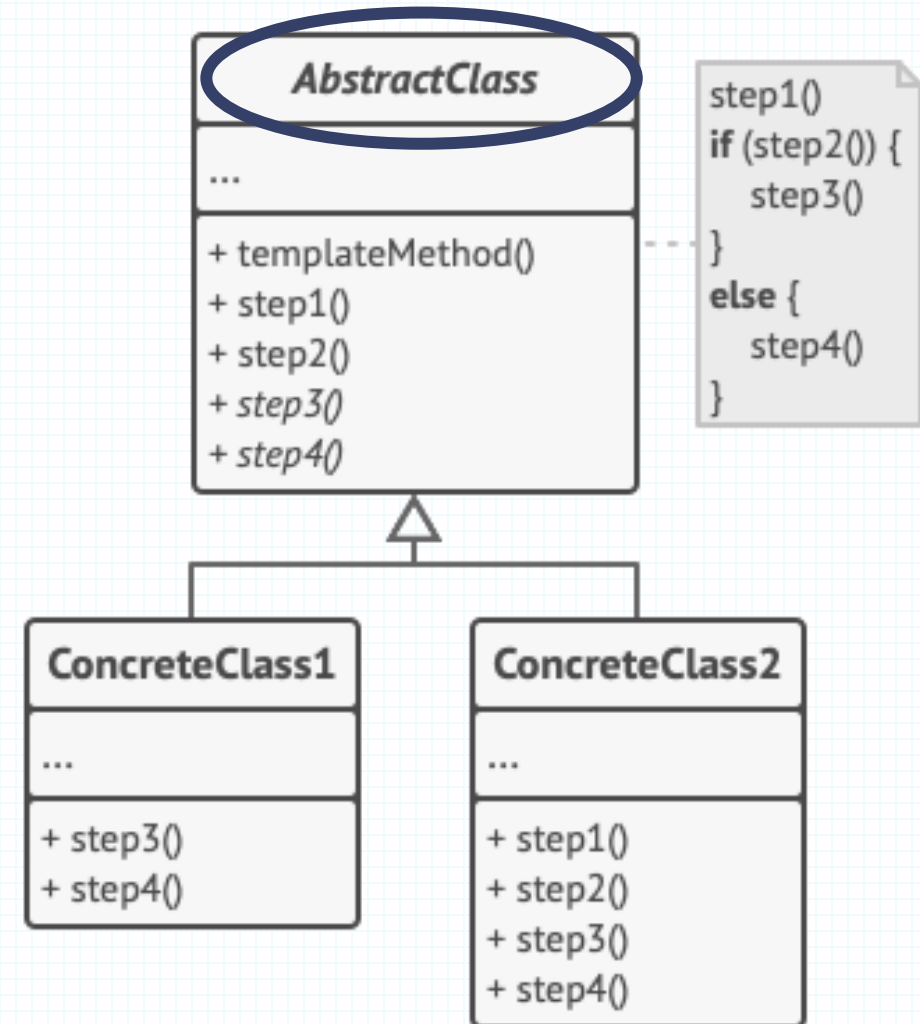 AbstractClass
...
+ templateMethod()
+ step1()
+ step2()
+ step3()
+ step4()
step1()
if (step2()) {
step3()
}
else {
step4()
}
ConcreteClass1
...
+ step3()
+ step4()
ConcreteClass2
...
+ step1()
+ step2()
+ step3()
+ step4()